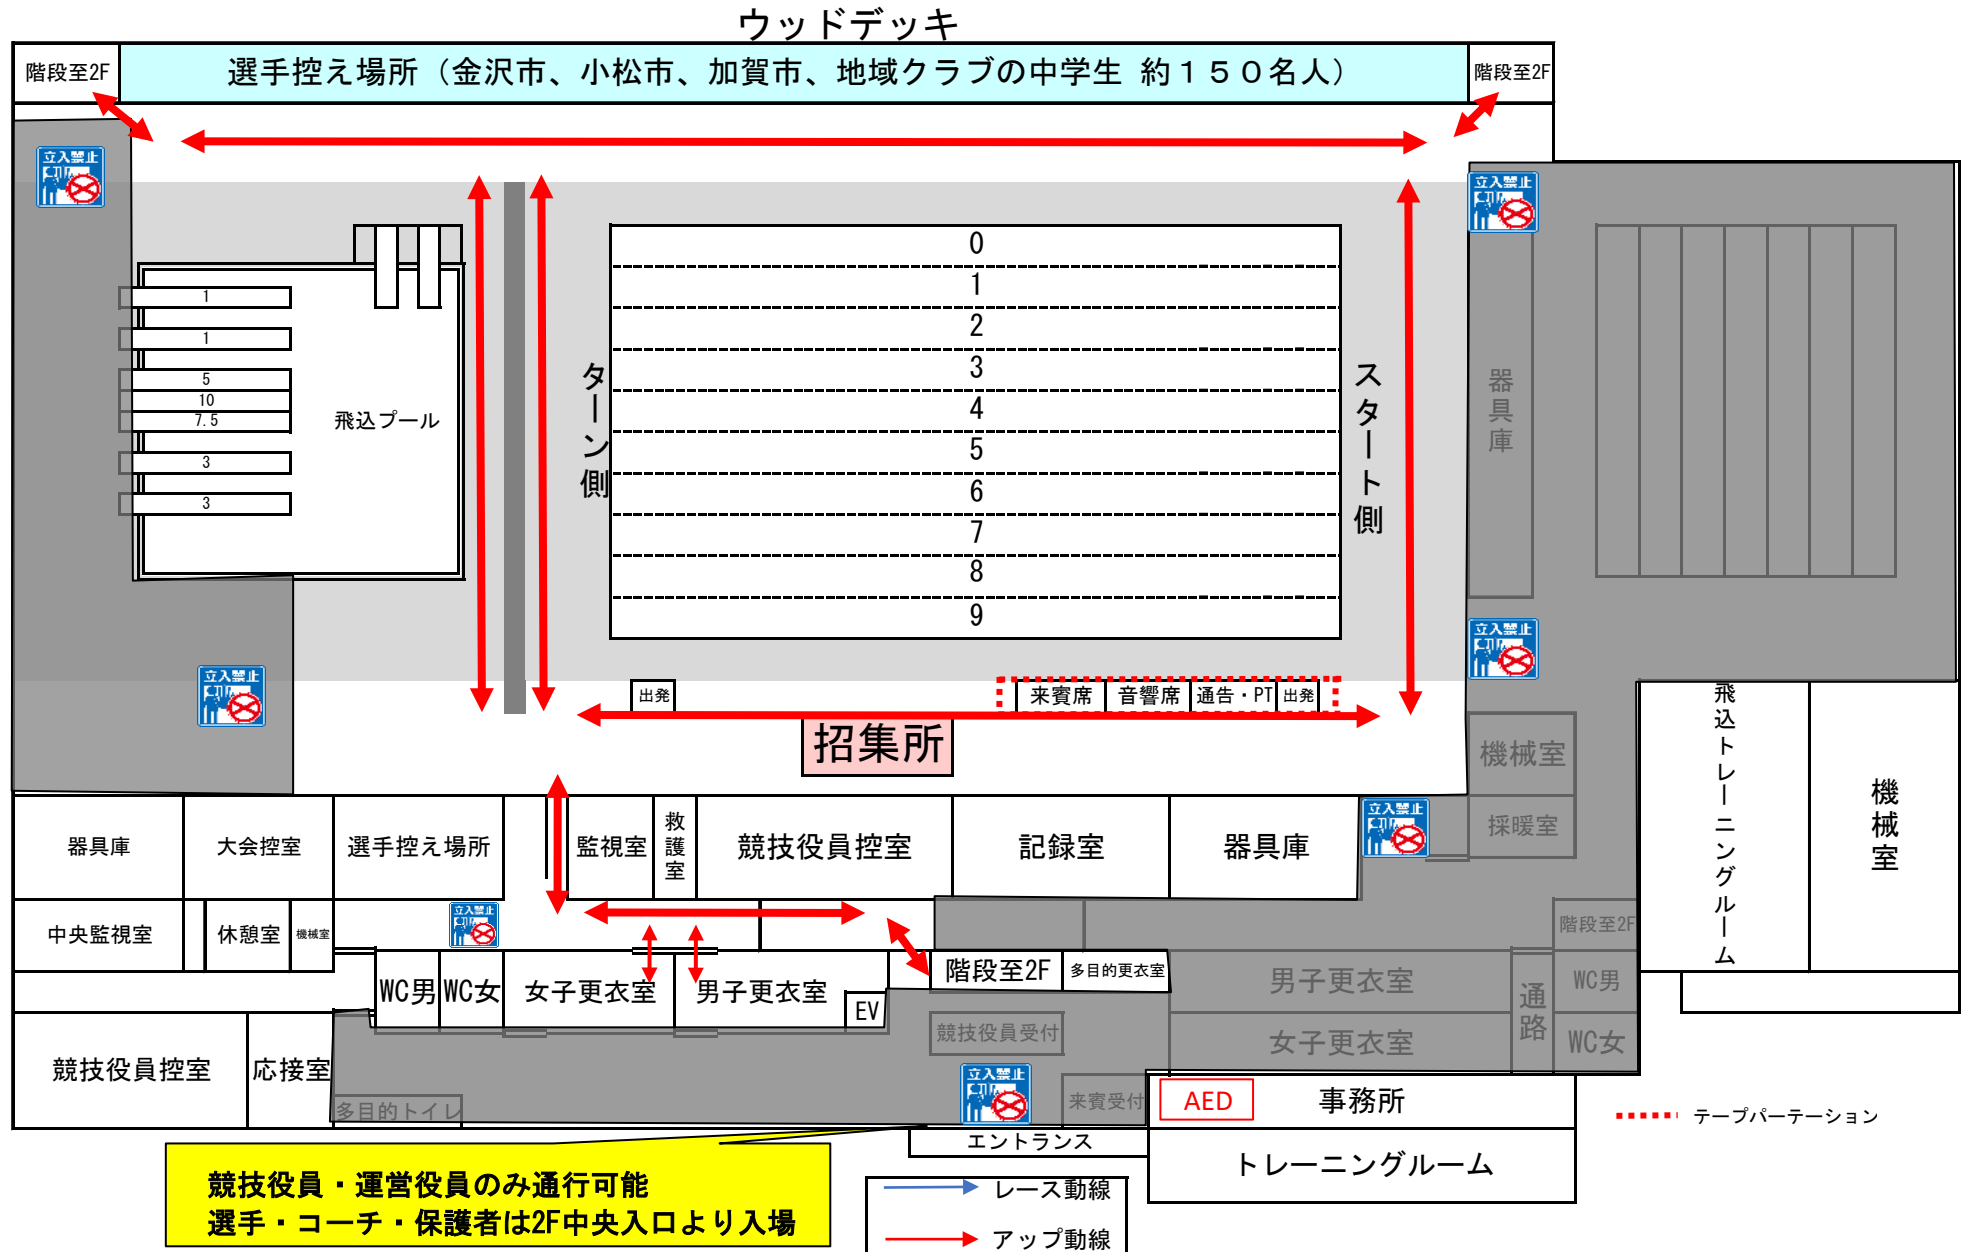 ウッドデッキ
階段至2F
選手控え場所（金沢市、小松市、加賀市、地域クラブの中学生 約１５０名人）
階段至2F
立入禁止
立入禁止
0
1
2
3
4
5
6
7
8
9
1
1
5
10
7.5
3
3
飛込プール
ターン側
スタート側
器具庫
立入禁止
立入禁止
出発
来賓席
音響席
通告・PT
出発
招集所
機械室
採暖室
飛込トレーニングルーム
機械室
器具庫
大会控室
選手控え場所
監視室
救護室
競技役員控室
記録室
器具庫
立入禁止
中央監視室
休憩室
機械室
立入禁止
階段至2F
WC男
WC女
女子更衣室
男子更衣室
EV
階段至2F
多目的更衣室
男子更衣室
通路
WC男
競技役員受付
女子更衣室
WC女
競技役員控室
応接室
多目的トイレ
立入禁止
来賓受付
AED
事務所
テープパーテーション
エントランス
トレーニングルーム
競技役員・運営役員のみ通行可能
選手・コーチ・保護者は2F中央入口より入場
レース動線
アップ動線